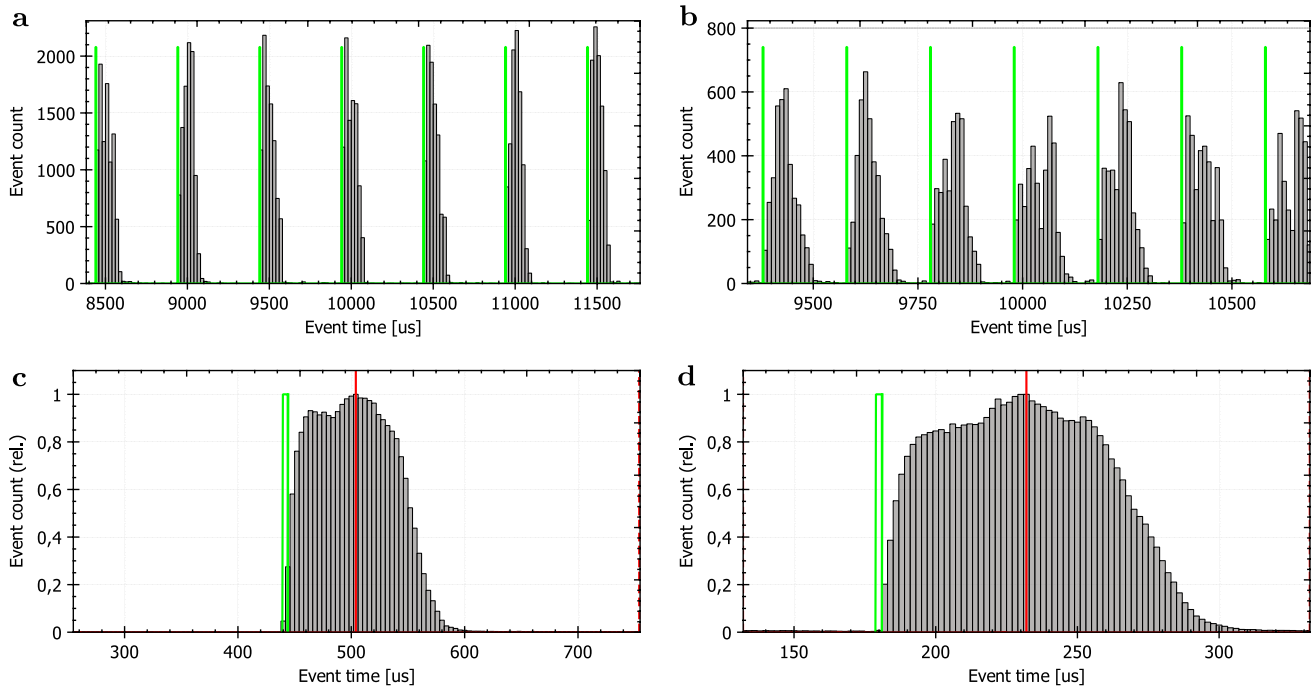 a
2000
1500
1000
500
0
Event count
8500 9000 9500 10000 10500 11000 11500
Event time [us]
b
800
600
400
200
0
Event count
9500 9750 10000 10250 10500
Event time [us]
c
1
0,8
0,6
0,4
0,2
0
Event count (rel.)
300 400 500 600 700
Event time [us]
d
1
0,8
0,6
0,4
0,2
0
Event count (rel.)
150 200 250 300
Event time [us]